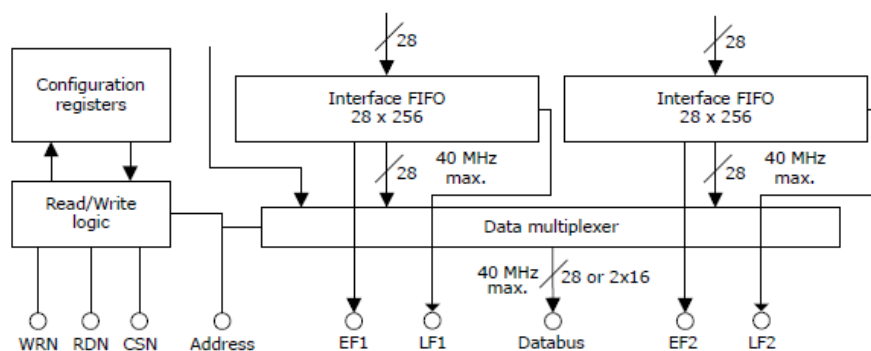 28
28
Configuration
registers
Interface FIFO
28 x 256
Interface FIFO
28 x 256
28
40 MHz
max.
28
40 MHz
max.
Read/Write
logic
Data multiplexer
40 MHz
max.
28 or 2x16
WRN
RDN
CSN
Address
EF1
LF1
Databus
EF2
LF2